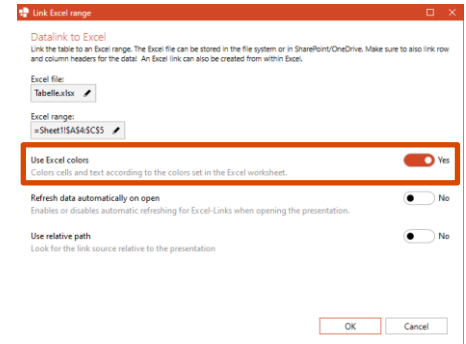 Link Excel range
Datalink to Excel
Link the table to an Excel range. The Excel file can be stored in the file system or in SharePoint/OneDrive. Make sure to also link row
and column headers for the data! An Excel link can also be created from within Excel.
Excel file:
Tabelle.xlsx
Excel range:
=Sheet1!$A$4:$C$5
Use Excel colors
Yes
Colors cells and text according to the colors set in the Excel worksheet.
Refresh data automatically on open
No
Enables or disables automatic refreshing for Excel-Links when opening the presentation.
Use relative path
No
Look for the link source relative to the presentation
OK
Cancel